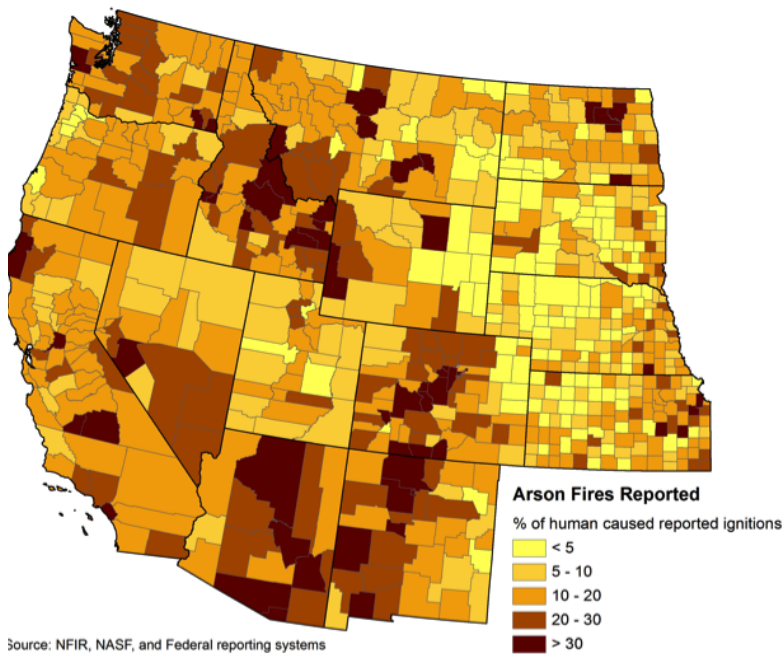 Arson Fires Reported
% of human caused reported ignitions
< 5
5 - 10
10 - 20
20 - 30
> 30
Source: NFIR, NASF, and Federal reporting systems